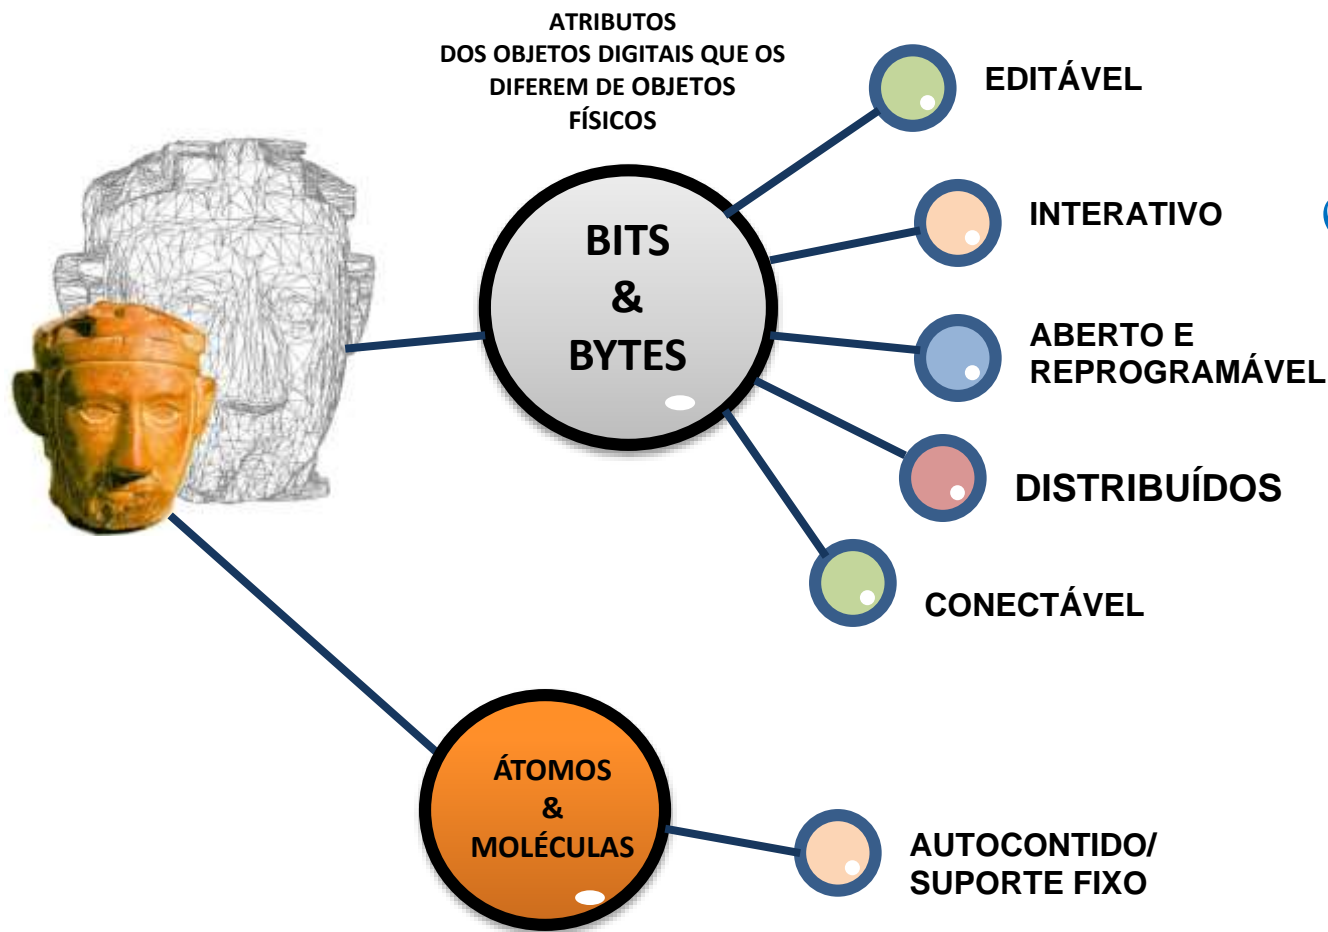 ATRIBUTOS
DOS OBJETOS DIGITAIS QUE OS
DIFEREM DE OBJETOS
FÍSICOS
EDITÁVEL
INTERATIVO
BITS
&
BYTES
ABERTO E
REPROGRAMÁVEL
DISTRIBUÍDOS
CONECTÁVEL
ÁTOMOS
&
MOLÉCULAS
AUTOCONTIDO/
SUPORTE FIXO